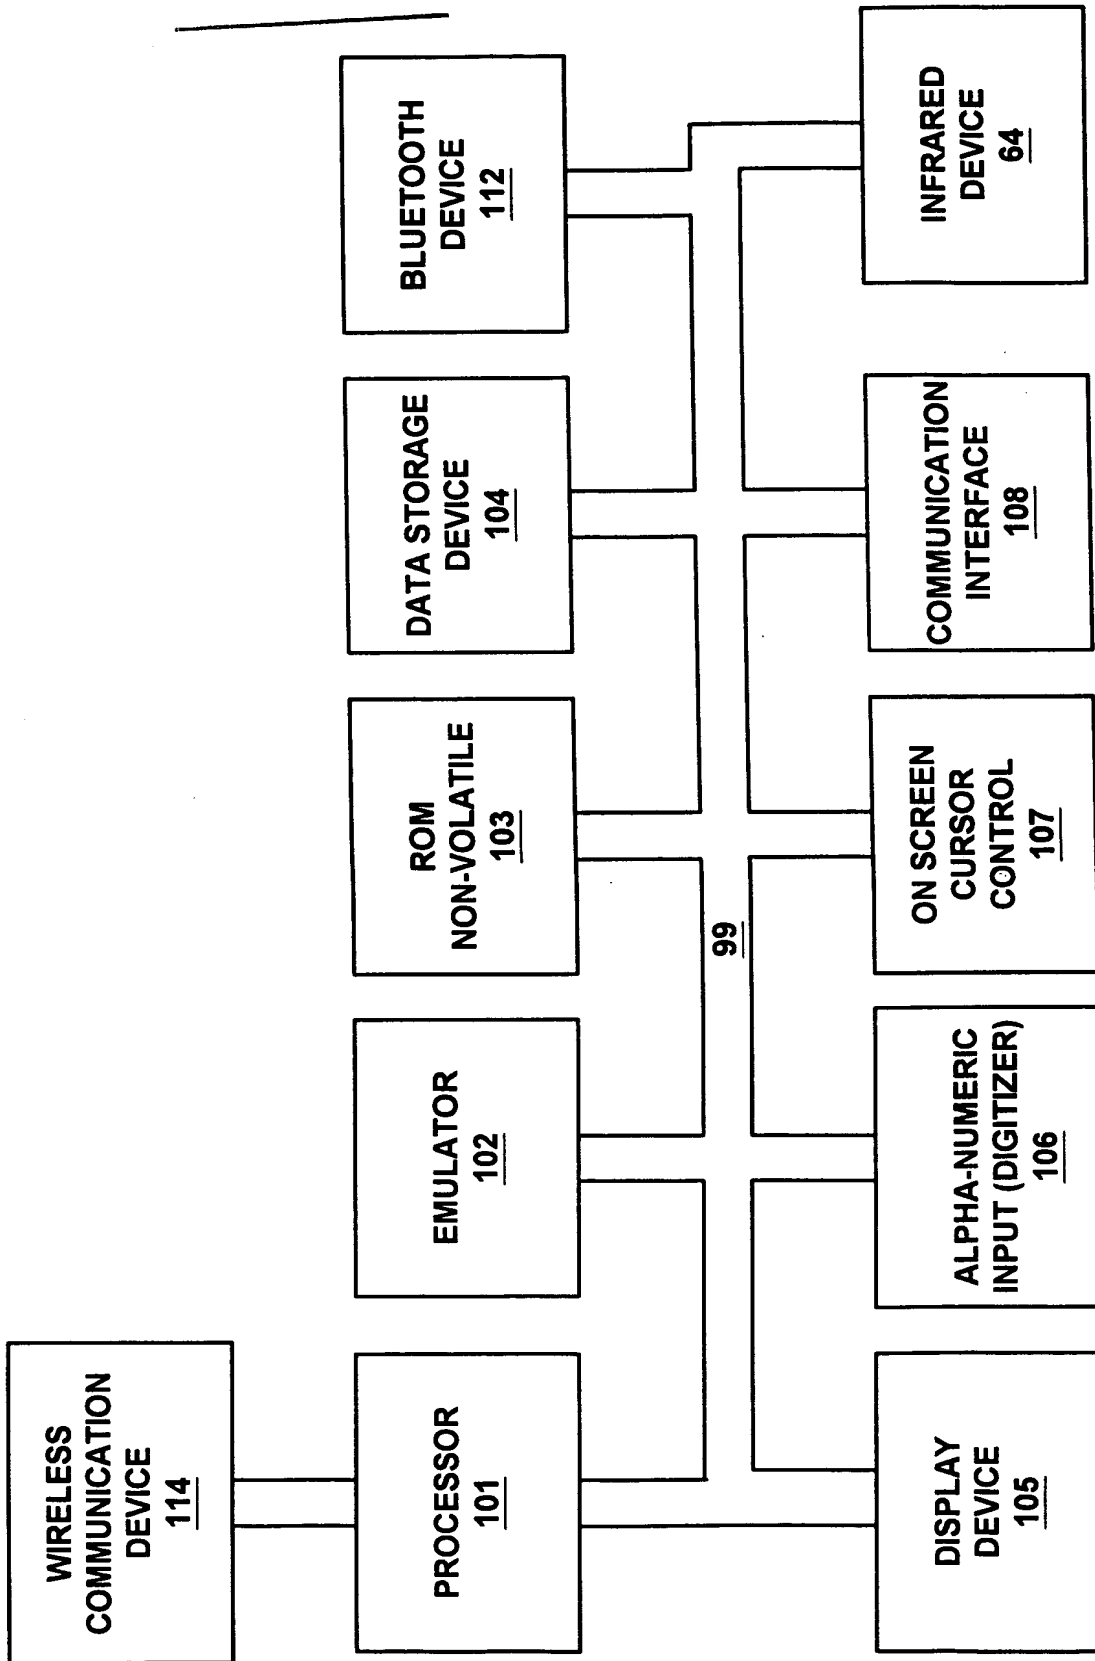 WIRELESS
COMMUNICATION
DEVICE
114
PROCESSOR
101
EMULATOR
102
ROM
NON-VOLATILE
103
DATA STORAGE
DEVICE
104
BLUETOOTH
DEVICE
112
99
DISPLAY
DEVICE
105
ALPHA-NUMERIC
INPUT (DIGITIZER)
106
ON SCREEN
CURSOR
CONTROL
107
COMMUNICATION
INTERFACE
108
INFRARED
DEVICE
64